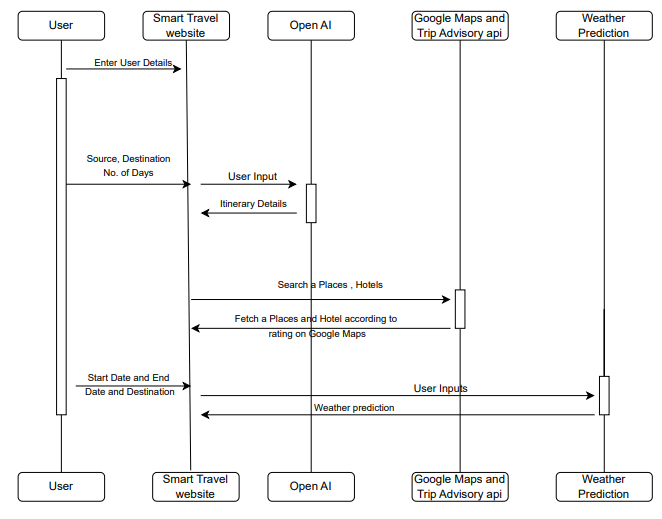 User
Smart Travel
website
Open AI
Google Maps and
Trip Advisory api
Weather
Prediction
Enter User Details
Source, Destination
No. of Days
User Input
Itinerary Details
Search a Places , Hotels
Fetch a Places and Hotel according to
rating on Google Maps
Start Date and End
Date and Destination
User Inputs
Weather prediction
User
Smart Travel
website
Open AI
Google Maps and
Trip Advisory api
Weather
Prediction